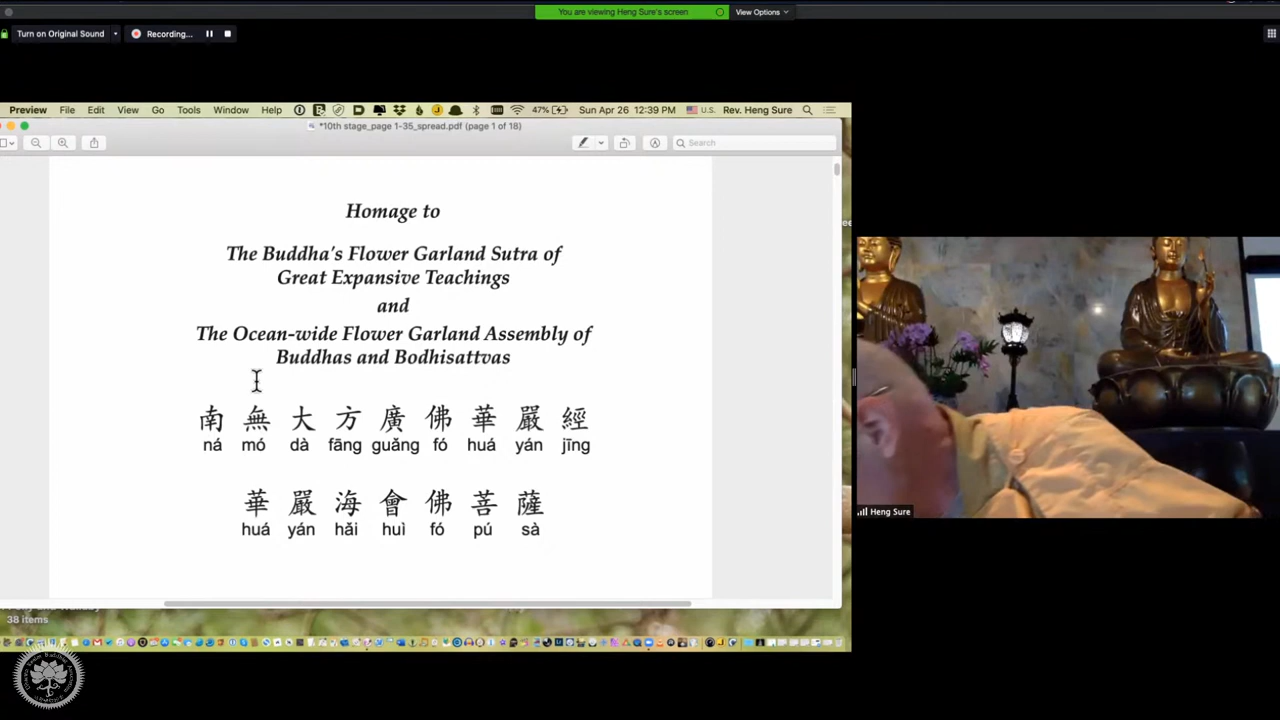 You are viewing Heng Sure's screen
View Options
Turn on Original Sound
Recording...
Preview File Edit View Go Tools Window Help
47% Sun Apr 26 12:39 PM U.S. Rev. Heng Sure
*10th stage_page 1-35_spread.pdf (page 1 of 18)
Search
Homage to
The Buddha's Flower Garland Sutra of
Great Expansive Teachings
and
The Ocean-wide Flower Garland Assembly of
Buddhas and Bodhisattvas
南 無 大 方 廣 佛 華 嚴 經
ná mó dà fāng guǎng fó huá yán jīng
華 嚴 海 會 佛 菩 薩
huá yán hǎi huì fó pú sà
38 items
Heng Sure